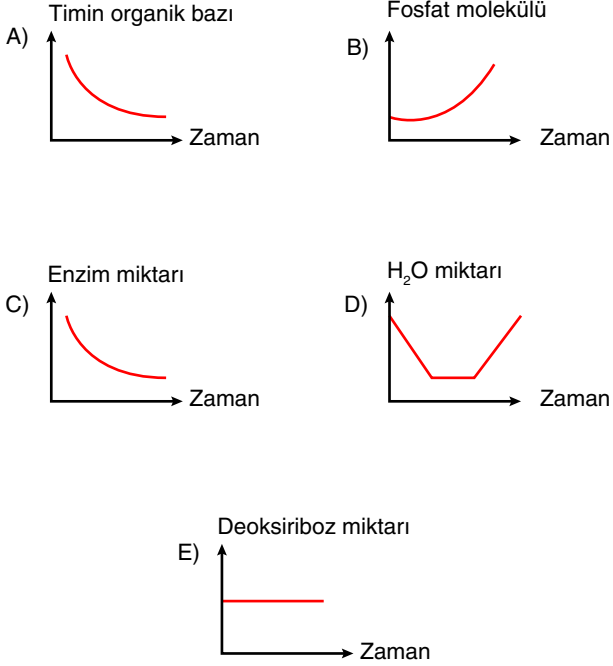 A)
Timin organik bazı
Zaman
B)
Fosfat molekülü
Zaman
C)
Enzim miktarı
Zaman
D)
H₂O miktarı
Zaman
E)
Deoksiriboz miktarı
Zaman